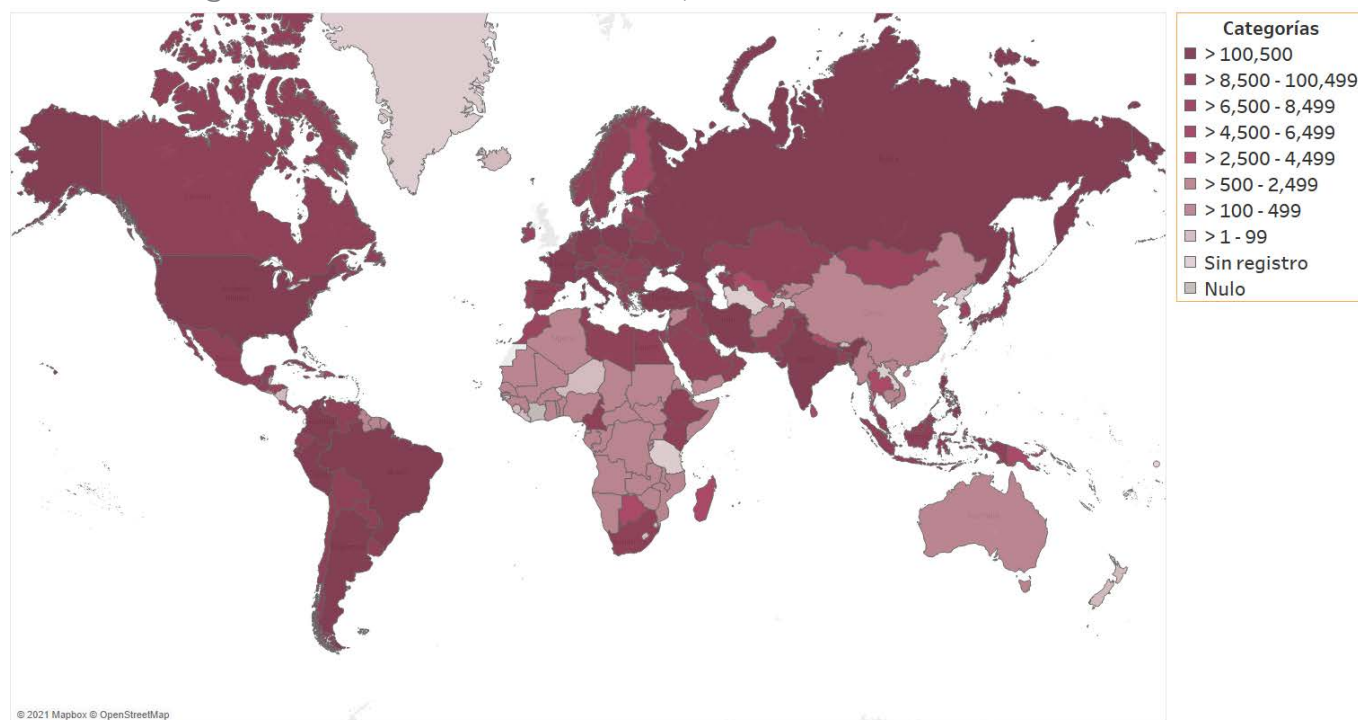 Categorías
> 100,500
> 8,500 - 100,499
> 6,500 - 8,499
> 4,500 - 6,499
> 2,500 - 4,499
> 500 - 2,499
> 100 - 499
> 1 - 99
Sin registro
Nulo
© 2021 Mapbox © OpenStreetMap